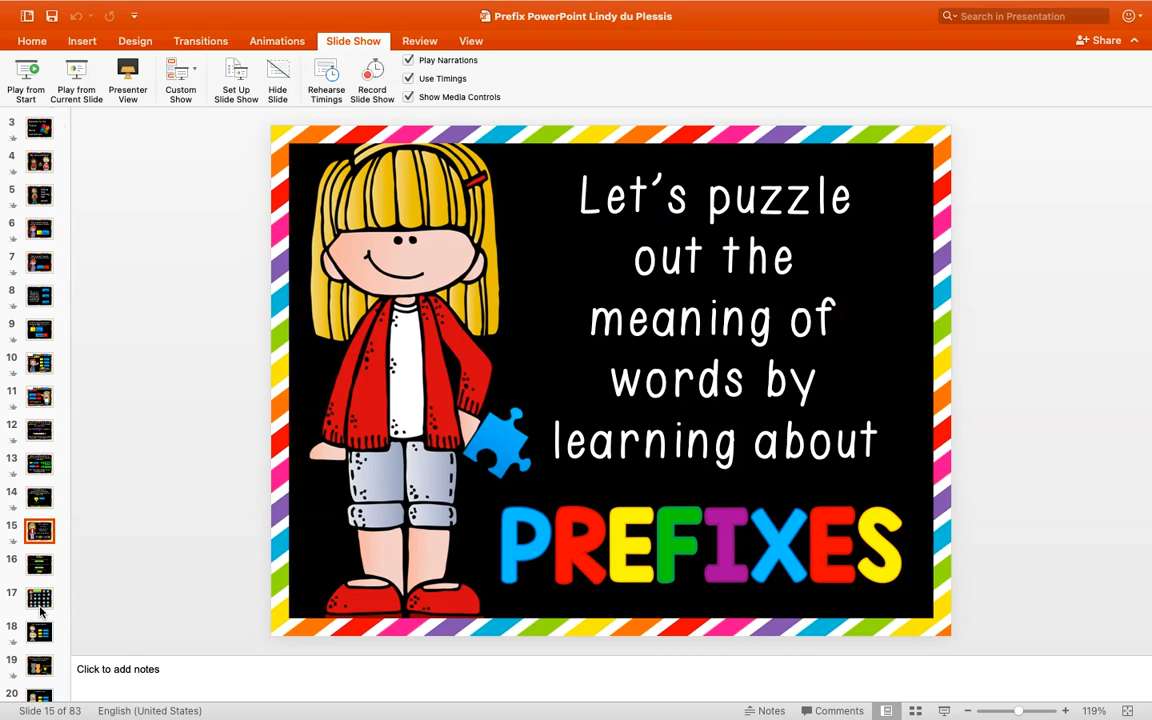 Prefix PowerPoint Lindy du Plessis
Search in Presentation
Home Insert Design Transitions Animations Slide Show Review View
Share
Play from Start
Play from Current Slide
Presenter View
Custom Show
Set Up Slide Show
Hide Slide
Rehearse Timings
Record Slide Show
Play Narrations
Use Timings
Show Media Controls
3
4
5
6
7
8
9
10
11
12
13
14
15
16
17
18
19
20
Let's puzzle
out the
meaning of
words by
learning about
PREFIXES
Click to add notes
Slide 15 of 83 English (United States) Notes Comments 119%